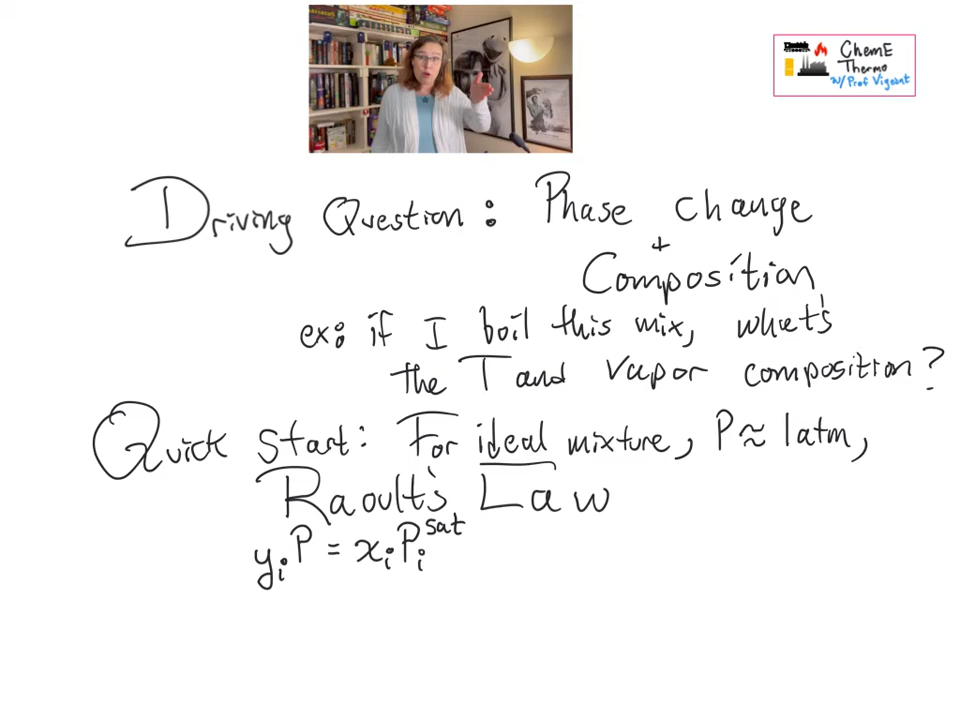 ChemE
Thermo
w/Prof Vigeant
Driving Question: Phase change
+
Composition
ex: if I boil this mix, what's
the T and vapor composition?
Quick Start: For ideal mixture, P ≈ 1atm,
Raoult's Law
yᵢP = xᵢPᵢˢᵃᵗ